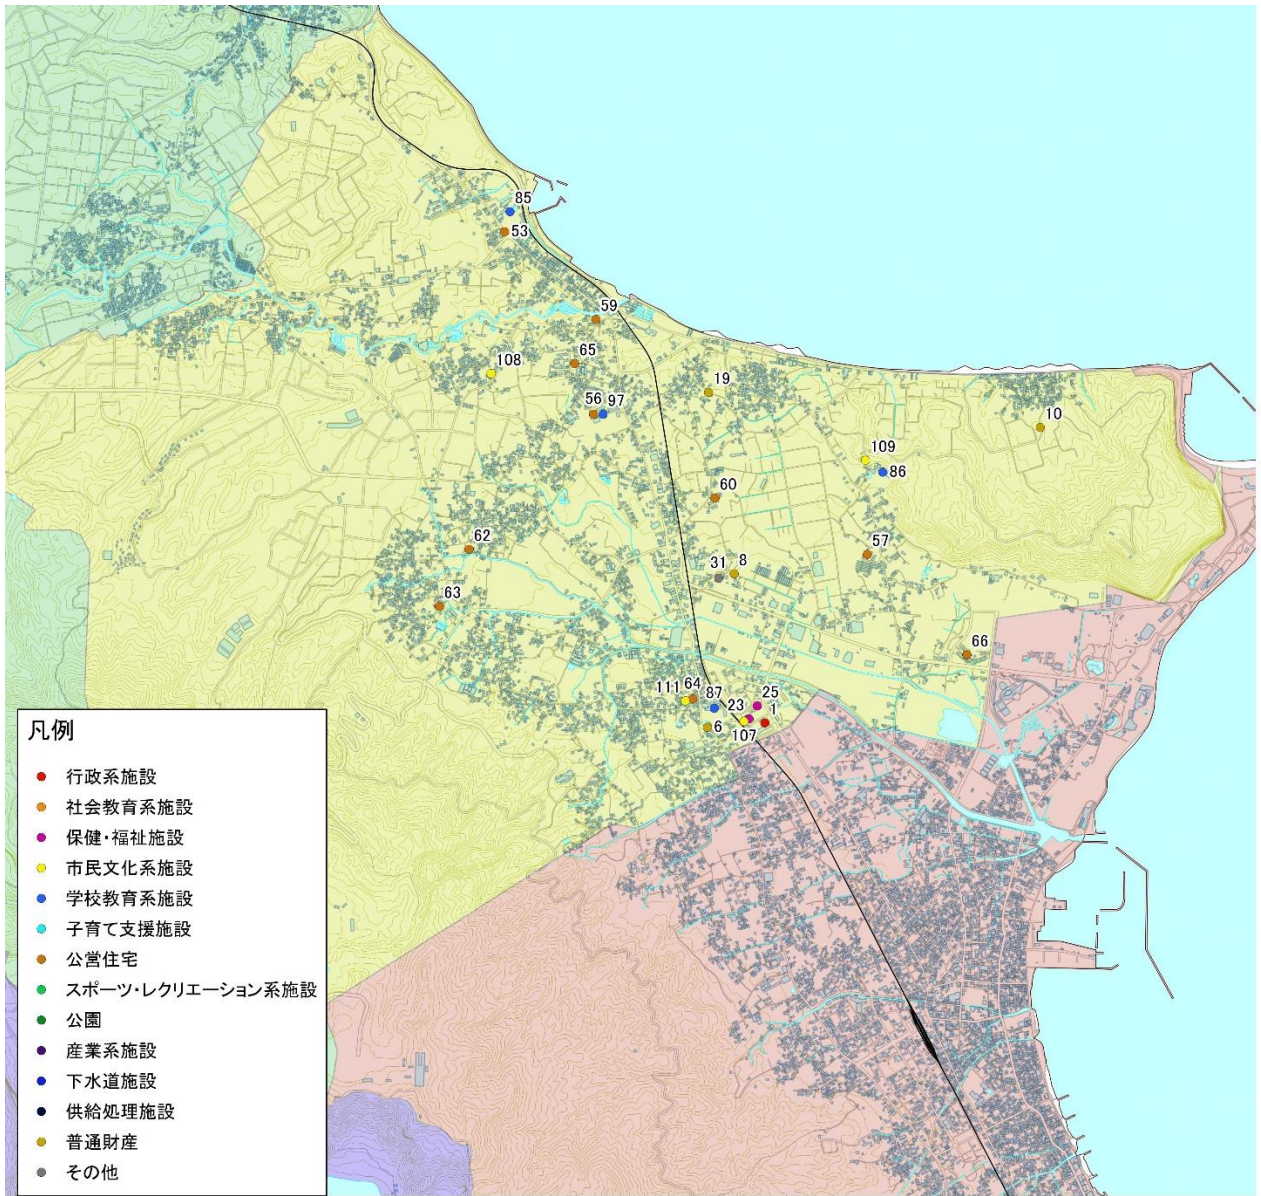 85
53
59
65
108
19
56 97
10
109
86
60
62
57
31 8
63
66
111 64
87
25
23
1
6
107
凡例
行政系施設
社会教育系施設
保健・福祉施設
市民文化系施設
学校教育系施設
子育て支援施設
公営住宅
スポーツ・レクリエーション系施設
公園
産業系施設
下水道施設
供給処理施設
普通財産
その他